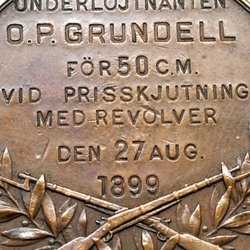 UNDERLÖJTNANTEN
O.P. GRUNDELL
FÖR 50 C.M.
VID PRISSKJUTNING
MED REVOLVER
DEN 27 AUG.
1899